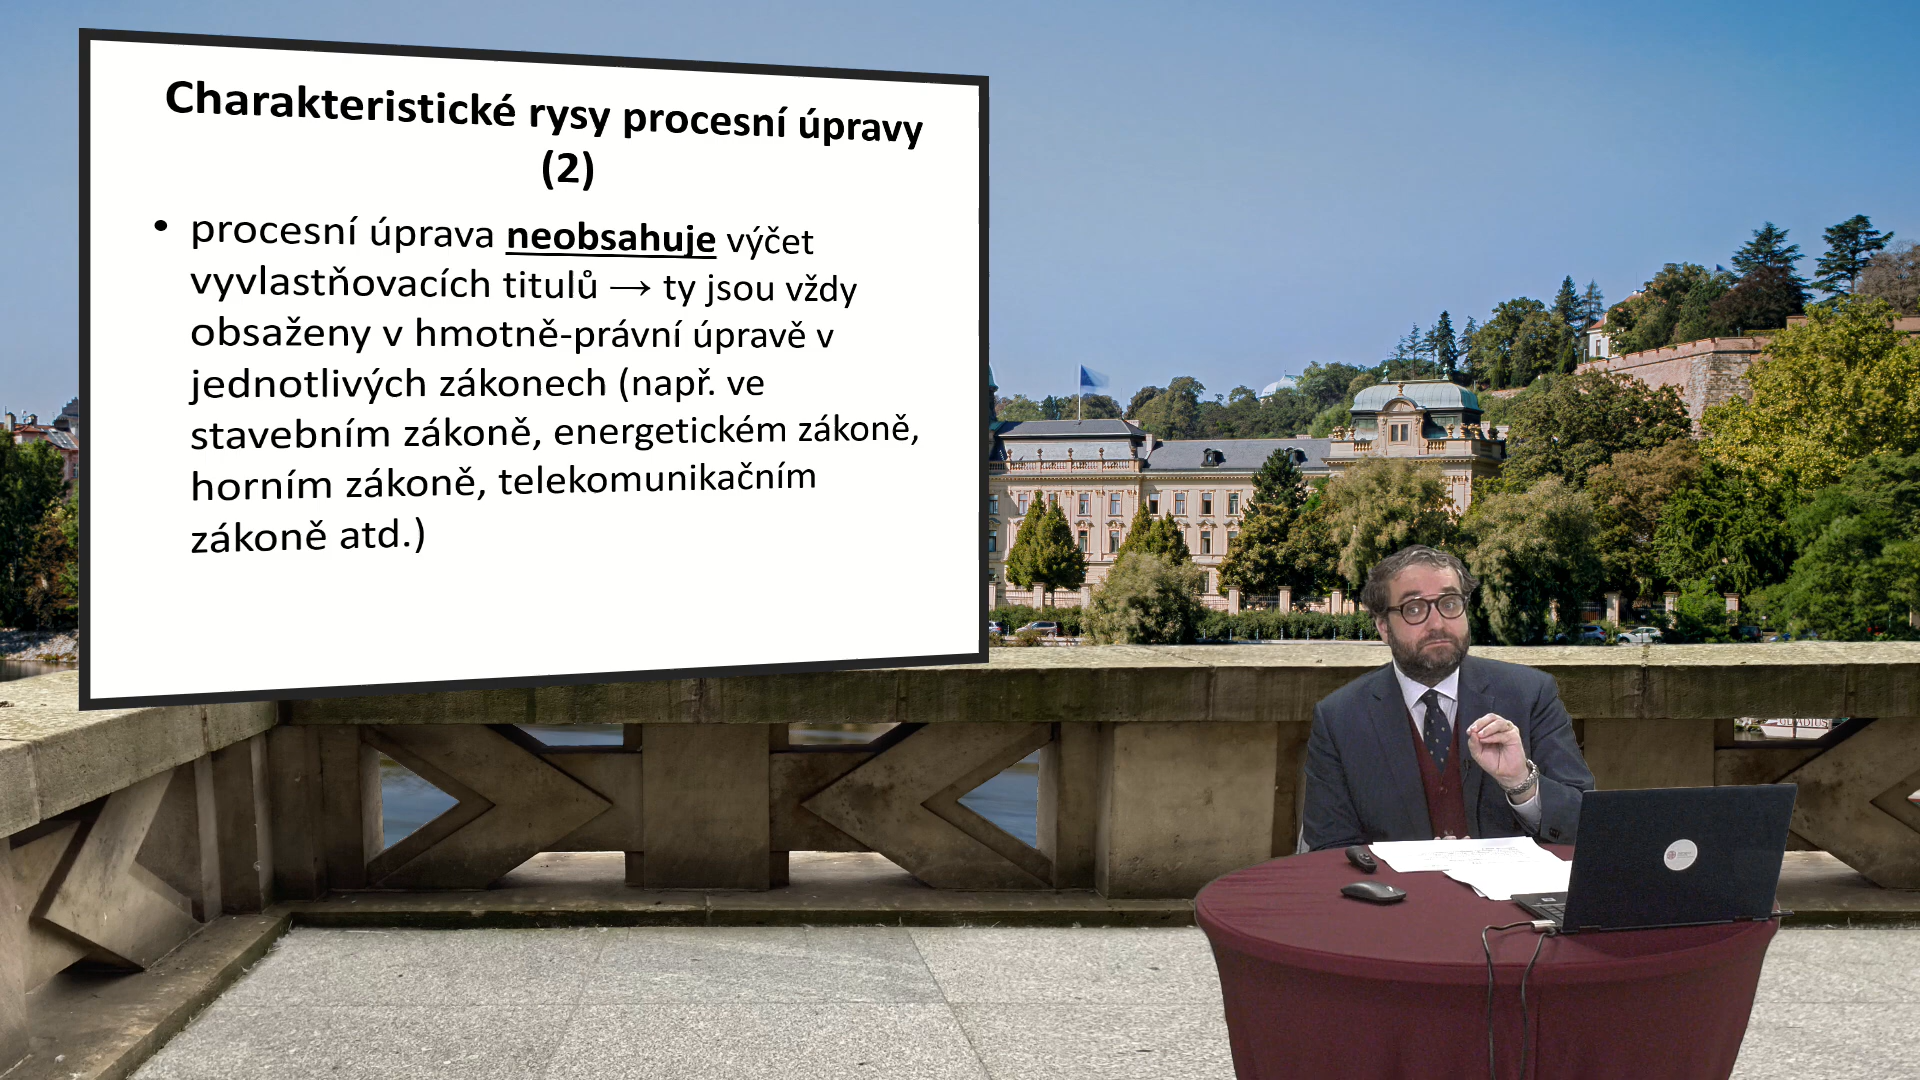 Charakteristické rysy procesní úpravy
(2)
• procesní úprava neobsahuje výčet
vyvlastňovacích titulů → ty jsou vždy
obsaženy v hmotně-právní úpravě v
jednotlivých zákonech (např. ve
stavebním zákoně, energetickém zákoně,
horním zákoně, telekomunikačním
zákoně atd.)